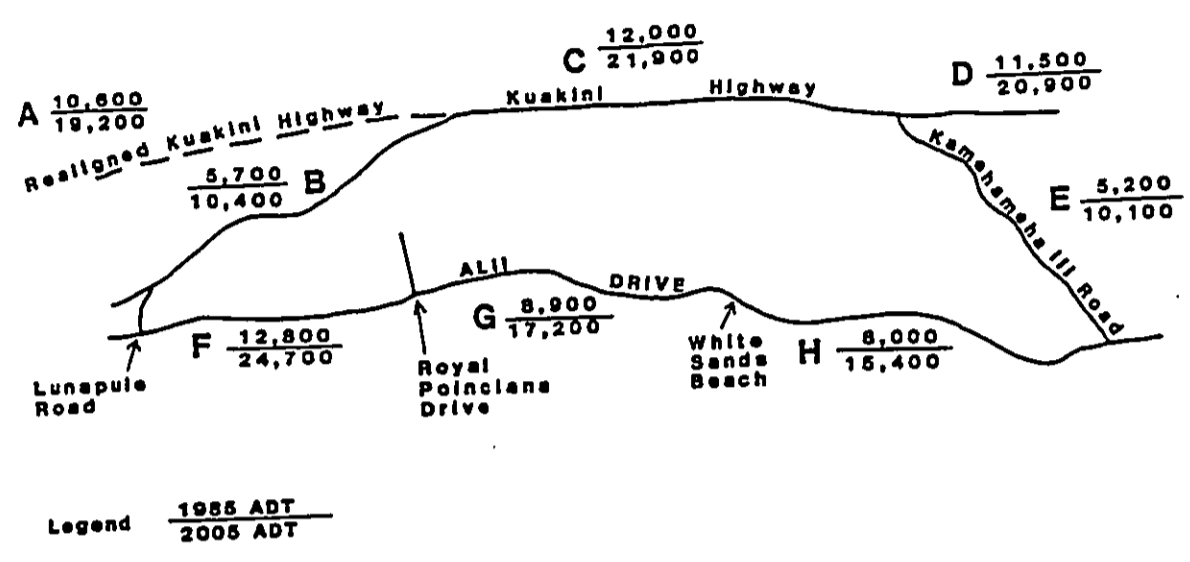 C 12,000
21,900
D 11,500
20,900
A 10,600
19,200
Kuakini Highway
Realigned Kuakini Highway
Kamehameha III Road
5,700 B
10,400
E 5,200
10,100
ALII DRIVE
G 8,900
17,200
F 12,800
24,700
White
Sands
Beach
H 8,000
15,400
Lunapule
Road
Royal
Poinciana
Drive
Legend 1985 ADT
2005 ADT